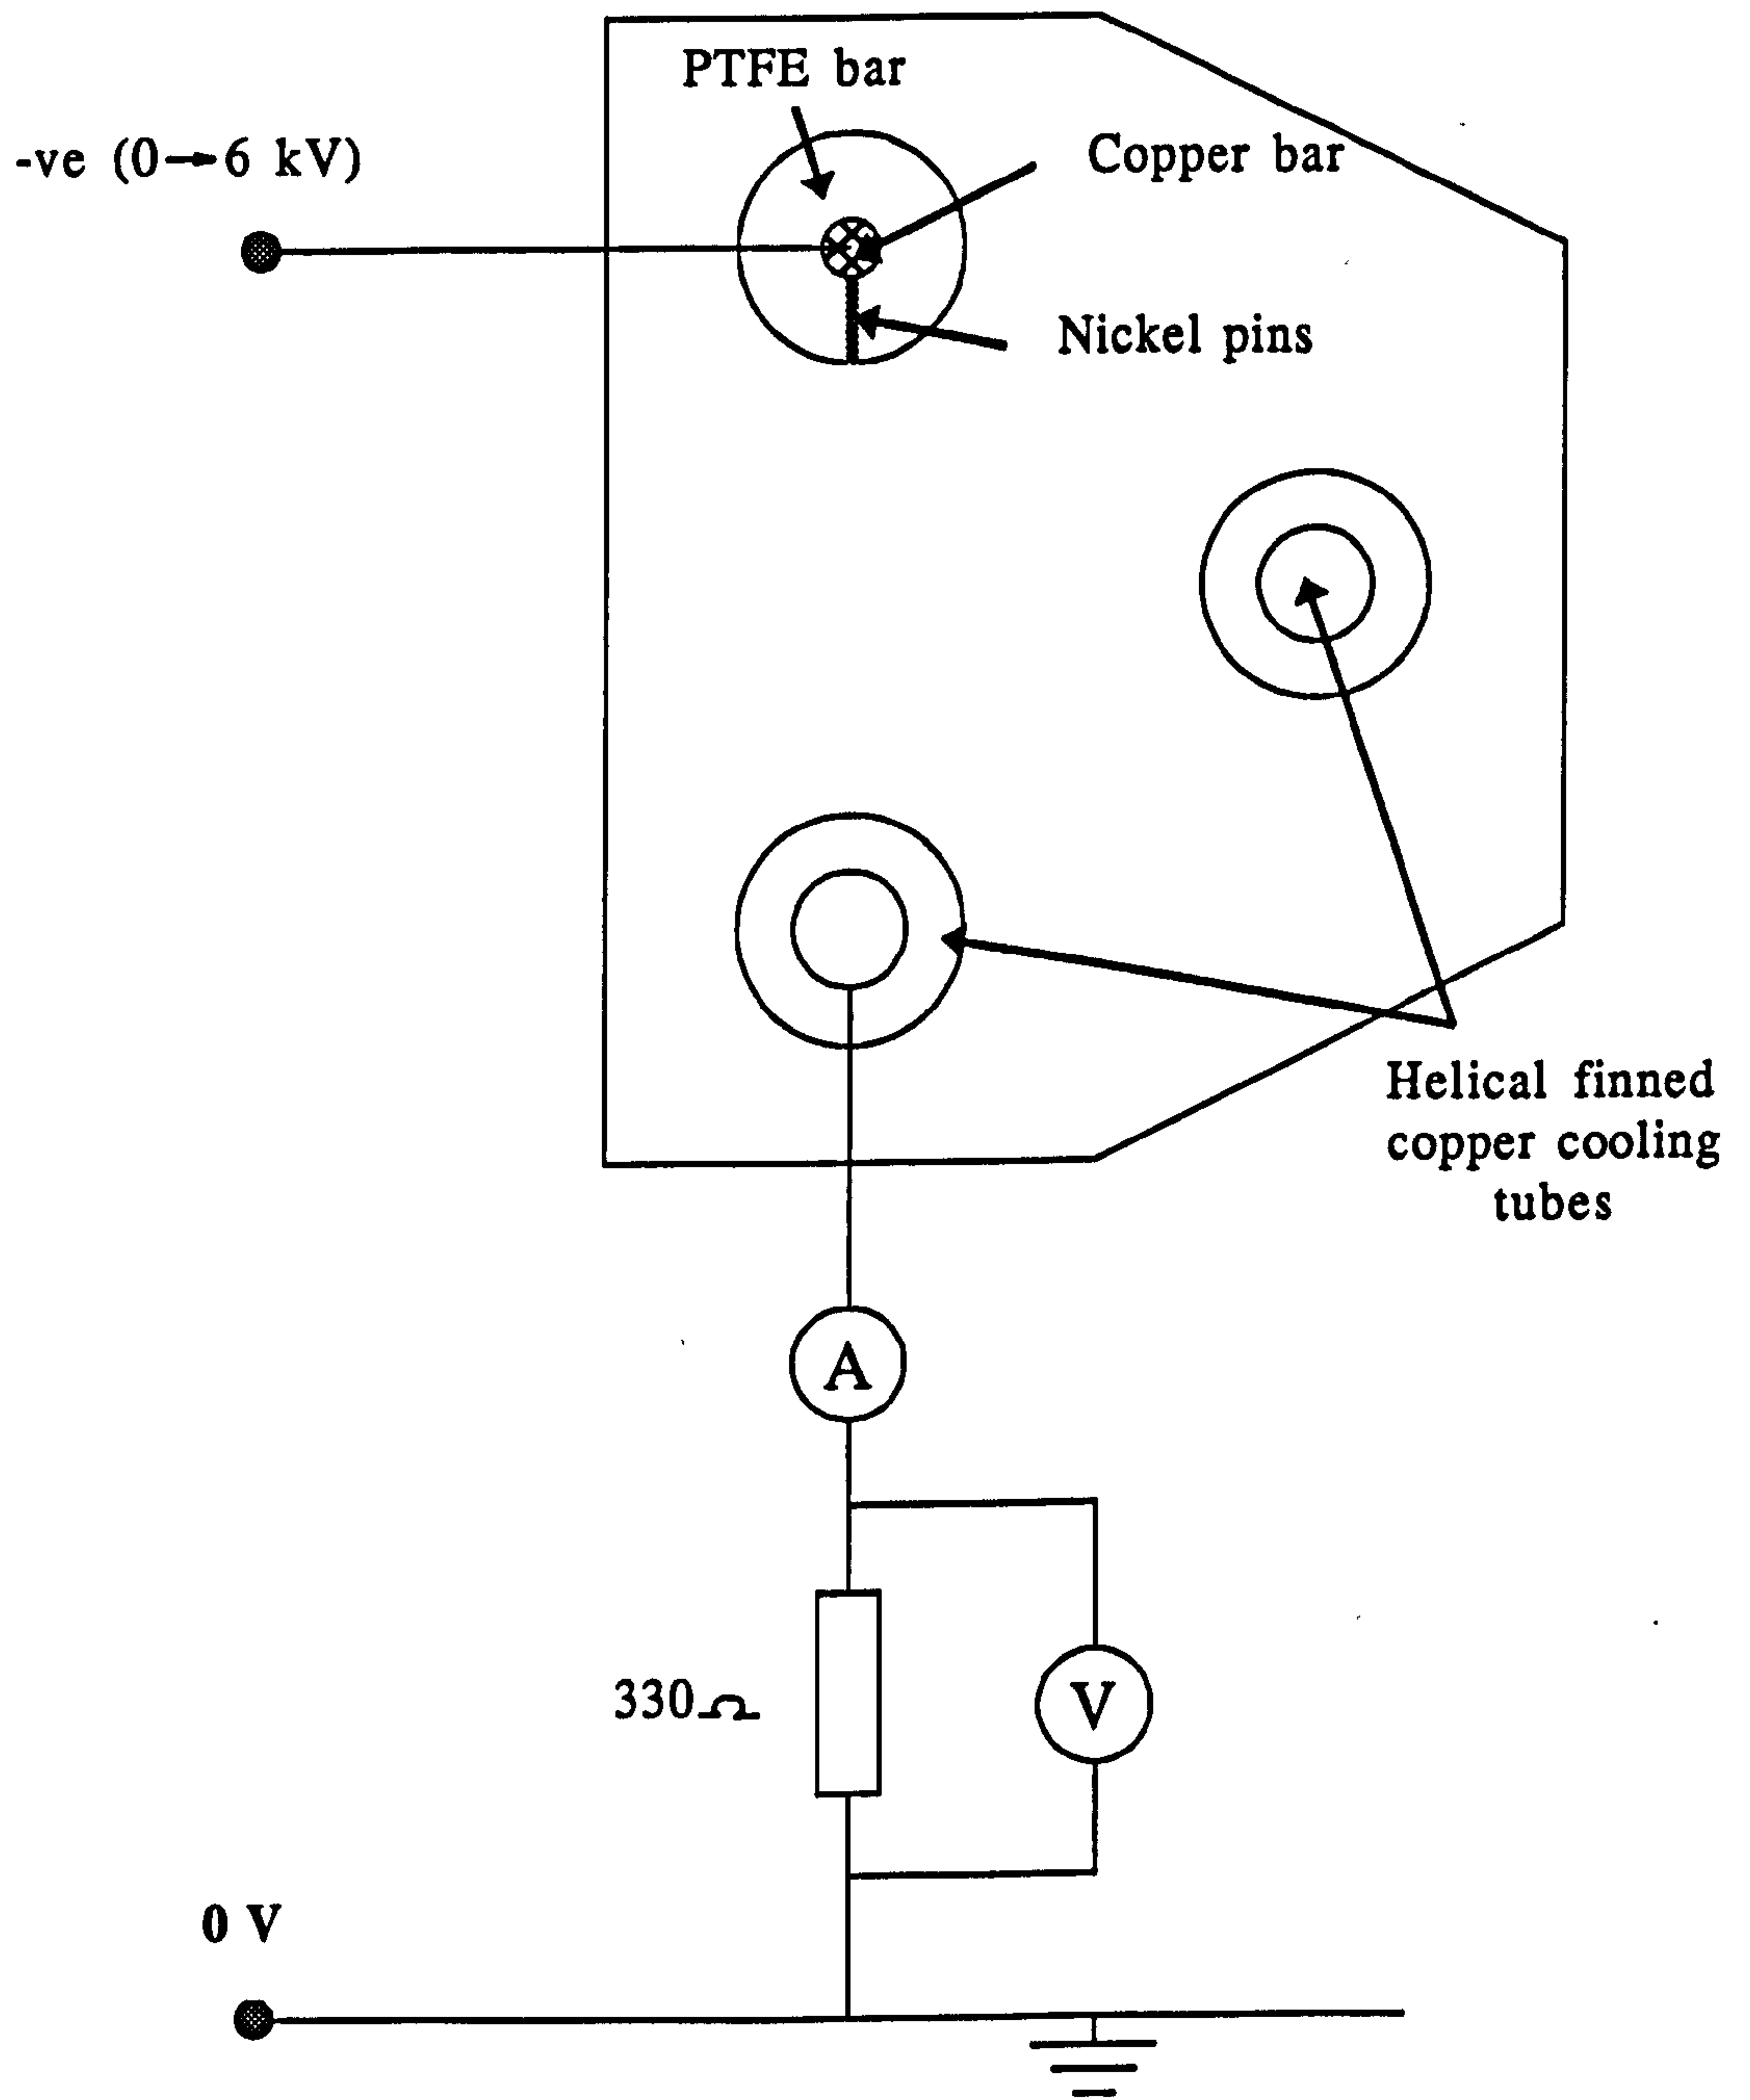 PTFE bar
-ve (0→6 kV)
Copper bar
Nickel pins
Helical finned
copper cooling
tubes
A
330Ω
V
0 V